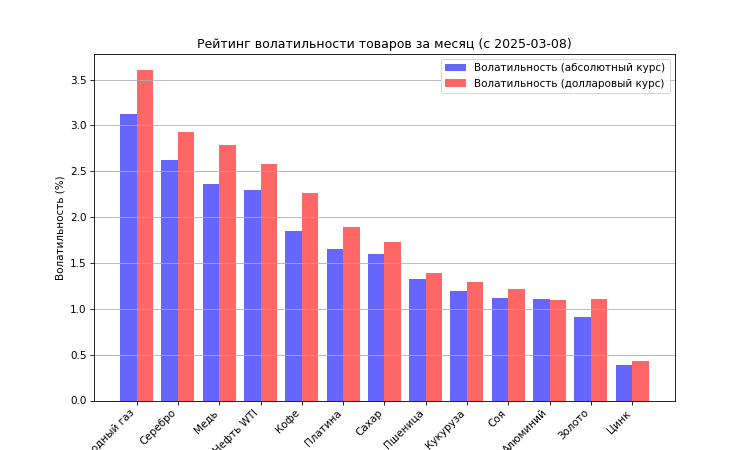 Рейтинг волатильности товаров за месяц (с 2025-03-08)
Волатильность (абсолютный курс)
Волатильность (долларовый курс)
Волатильность (%)
3.5
3.0
2.5
2.0
1.5
1.0
0.5
0.0
одный газ
Серебро
Медь
Нефть WTI
Кофе
Платина
Сахар
Пшеница
Кукуруза
Соя
Алюминий
Золото
Цинк